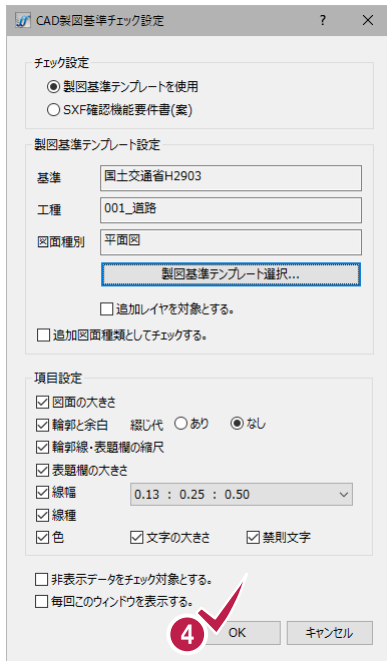 CAD製図基準チェック設定 ?
チェック設定
製図基準テンプレートを使用
SXF確認機能要件書(案)
製図基準テンプレート設定
基準 国土交通省H2903
工種 001_道路
図面種別 平面図
製図基準テンプレート選択...
追加レイヤを対象とする。
追加図面種類としてチェックする。
項目設定
図面の大きさ
輪郭と余白 綴じ代 あり なし
輪郭線・表題欄の縮尺
表題欄の大きさ
線幅 0.13 : 0.25 : 0.50
線種
色 文字の大きさ 禁則文字
非表示データをチェック対象とする。
毎回このウィンドウを表示する。
4 OK キャンセル